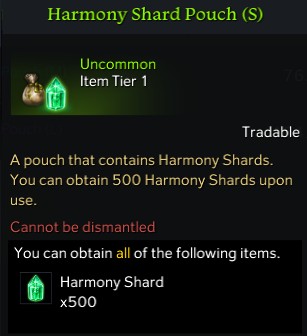 Harmony Shard Pouch (S)
Uncommon
Item Tier 1
Tradable
A pouch that contains Harmony Shards.
You can obtain 500 Harmony Shards upon
use.
Cannot be dismantled
You can obtain all of the following items.
Harmony Shard
x500